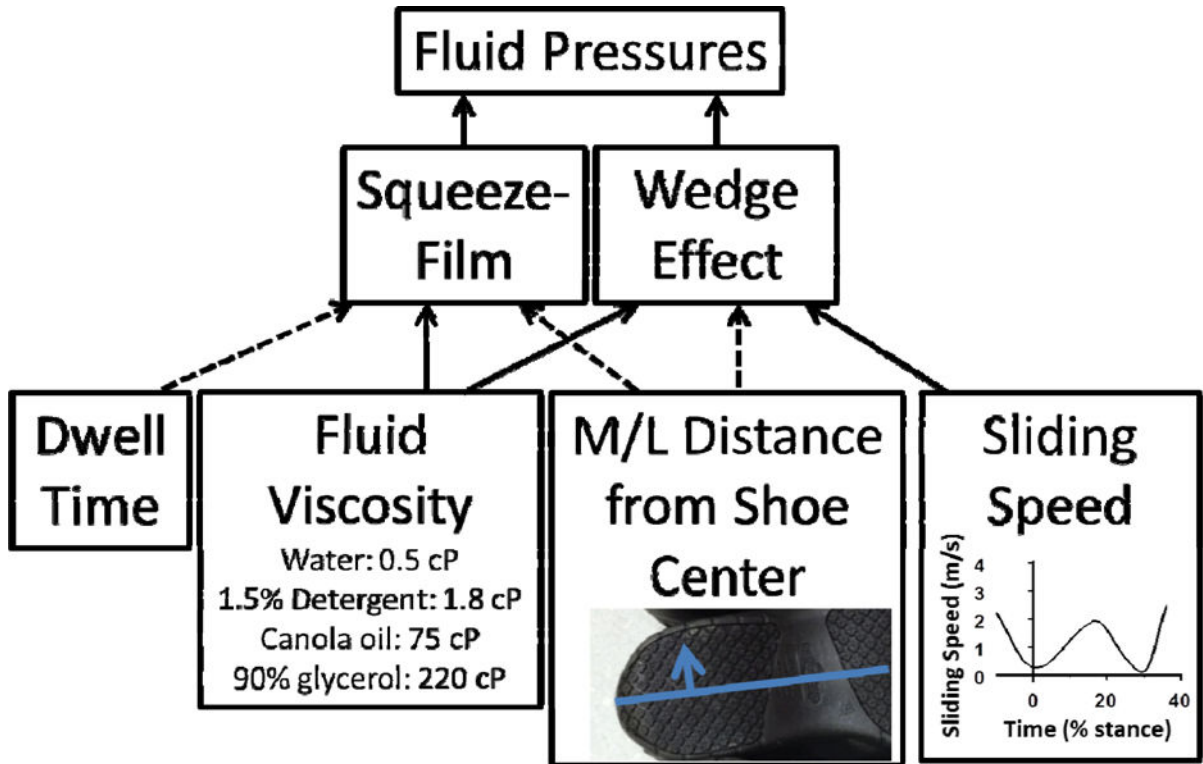 Fluid Pressures
Squeeze-
Film
Wedge
Effect
Dwell
Time
Fluid
Viscosity
Water: 0.5 cP
1.5% Detergent: 1.8 cP
Canola oil: 75 cP
90% glycerol: 220 cP
M/L Distance
from Shoe
Center
Sliding
Speed
Sliding Speed (m/s)
4
3
2
1
0
0 20 40
Time (% stance)